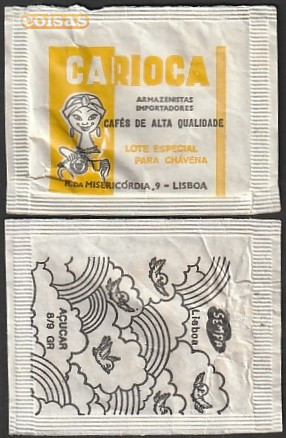 coisas
CARIOCA
ARMAZENISTAS
IMPORTADORES
CAFÉS DE ALTA QUALIDADE
LOTE ESPECIAL
PARA CHÁVENA
R. DA MISERICÓRDIA, 9 - LISBOA
SEMPA
Lisboa
AÇUCAR
8/9 GR